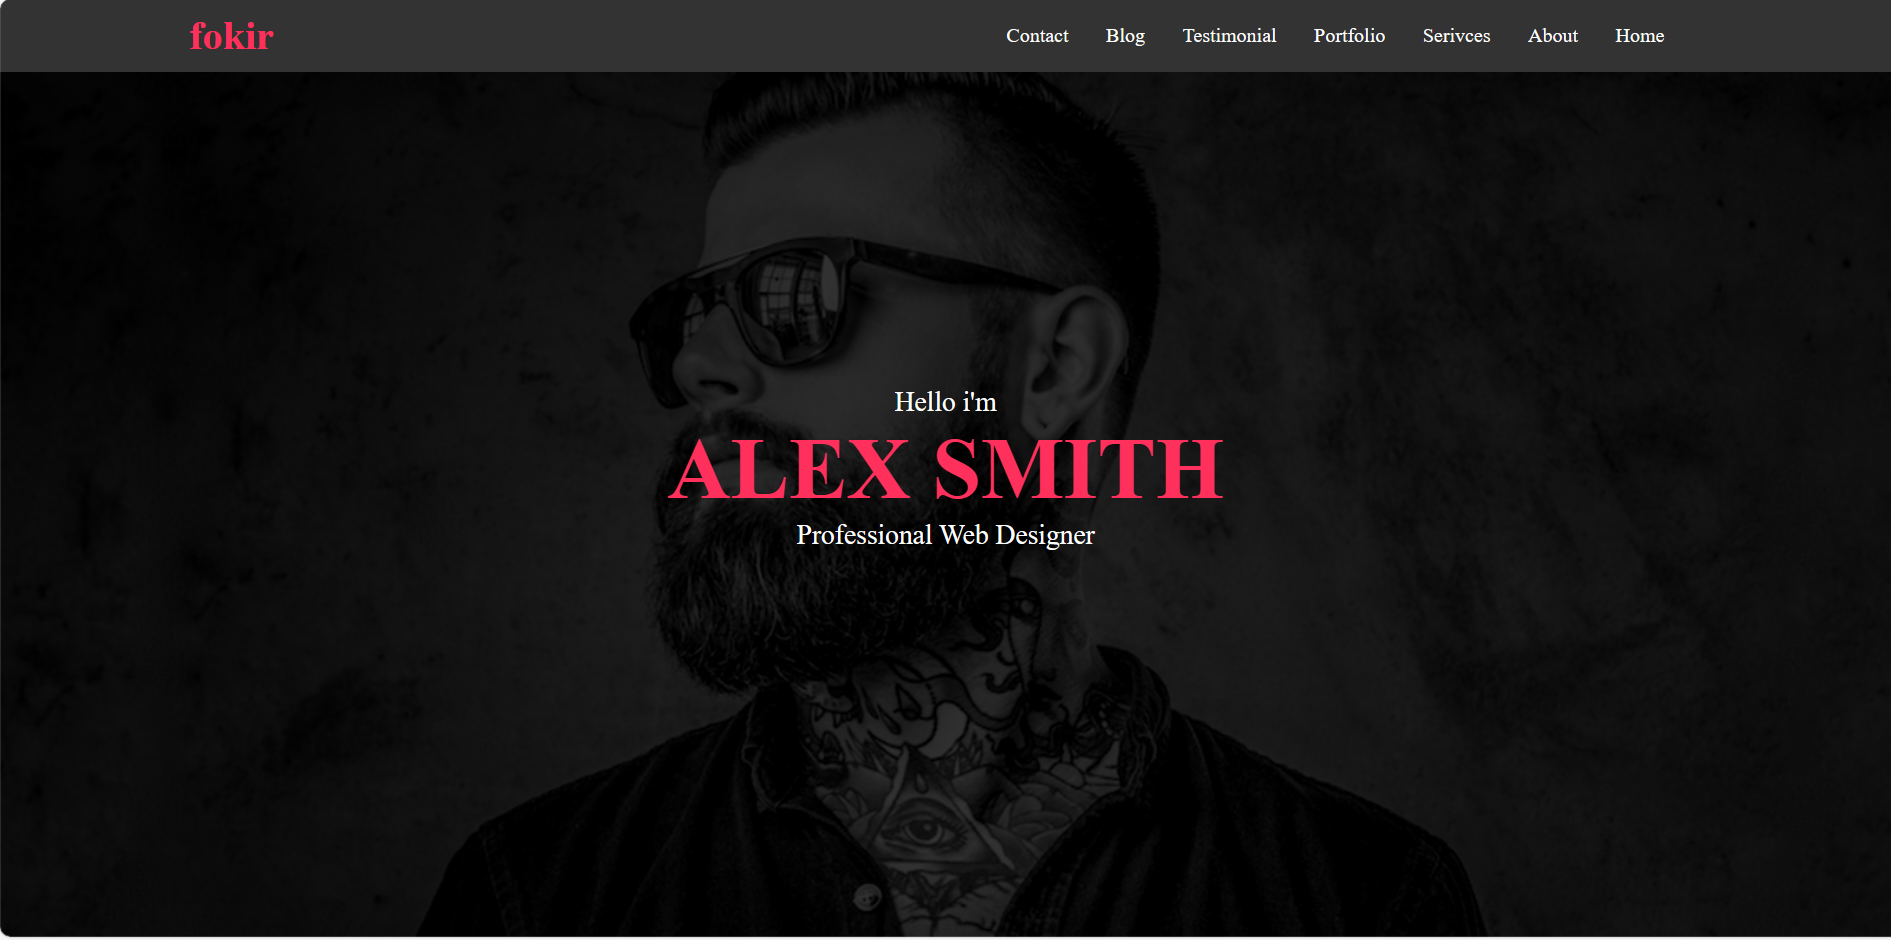 fokir
Contact Blog Testimonial Portfolio Serivces About Home
Hello i'm
ALEX SMITH
Professional Web Designer